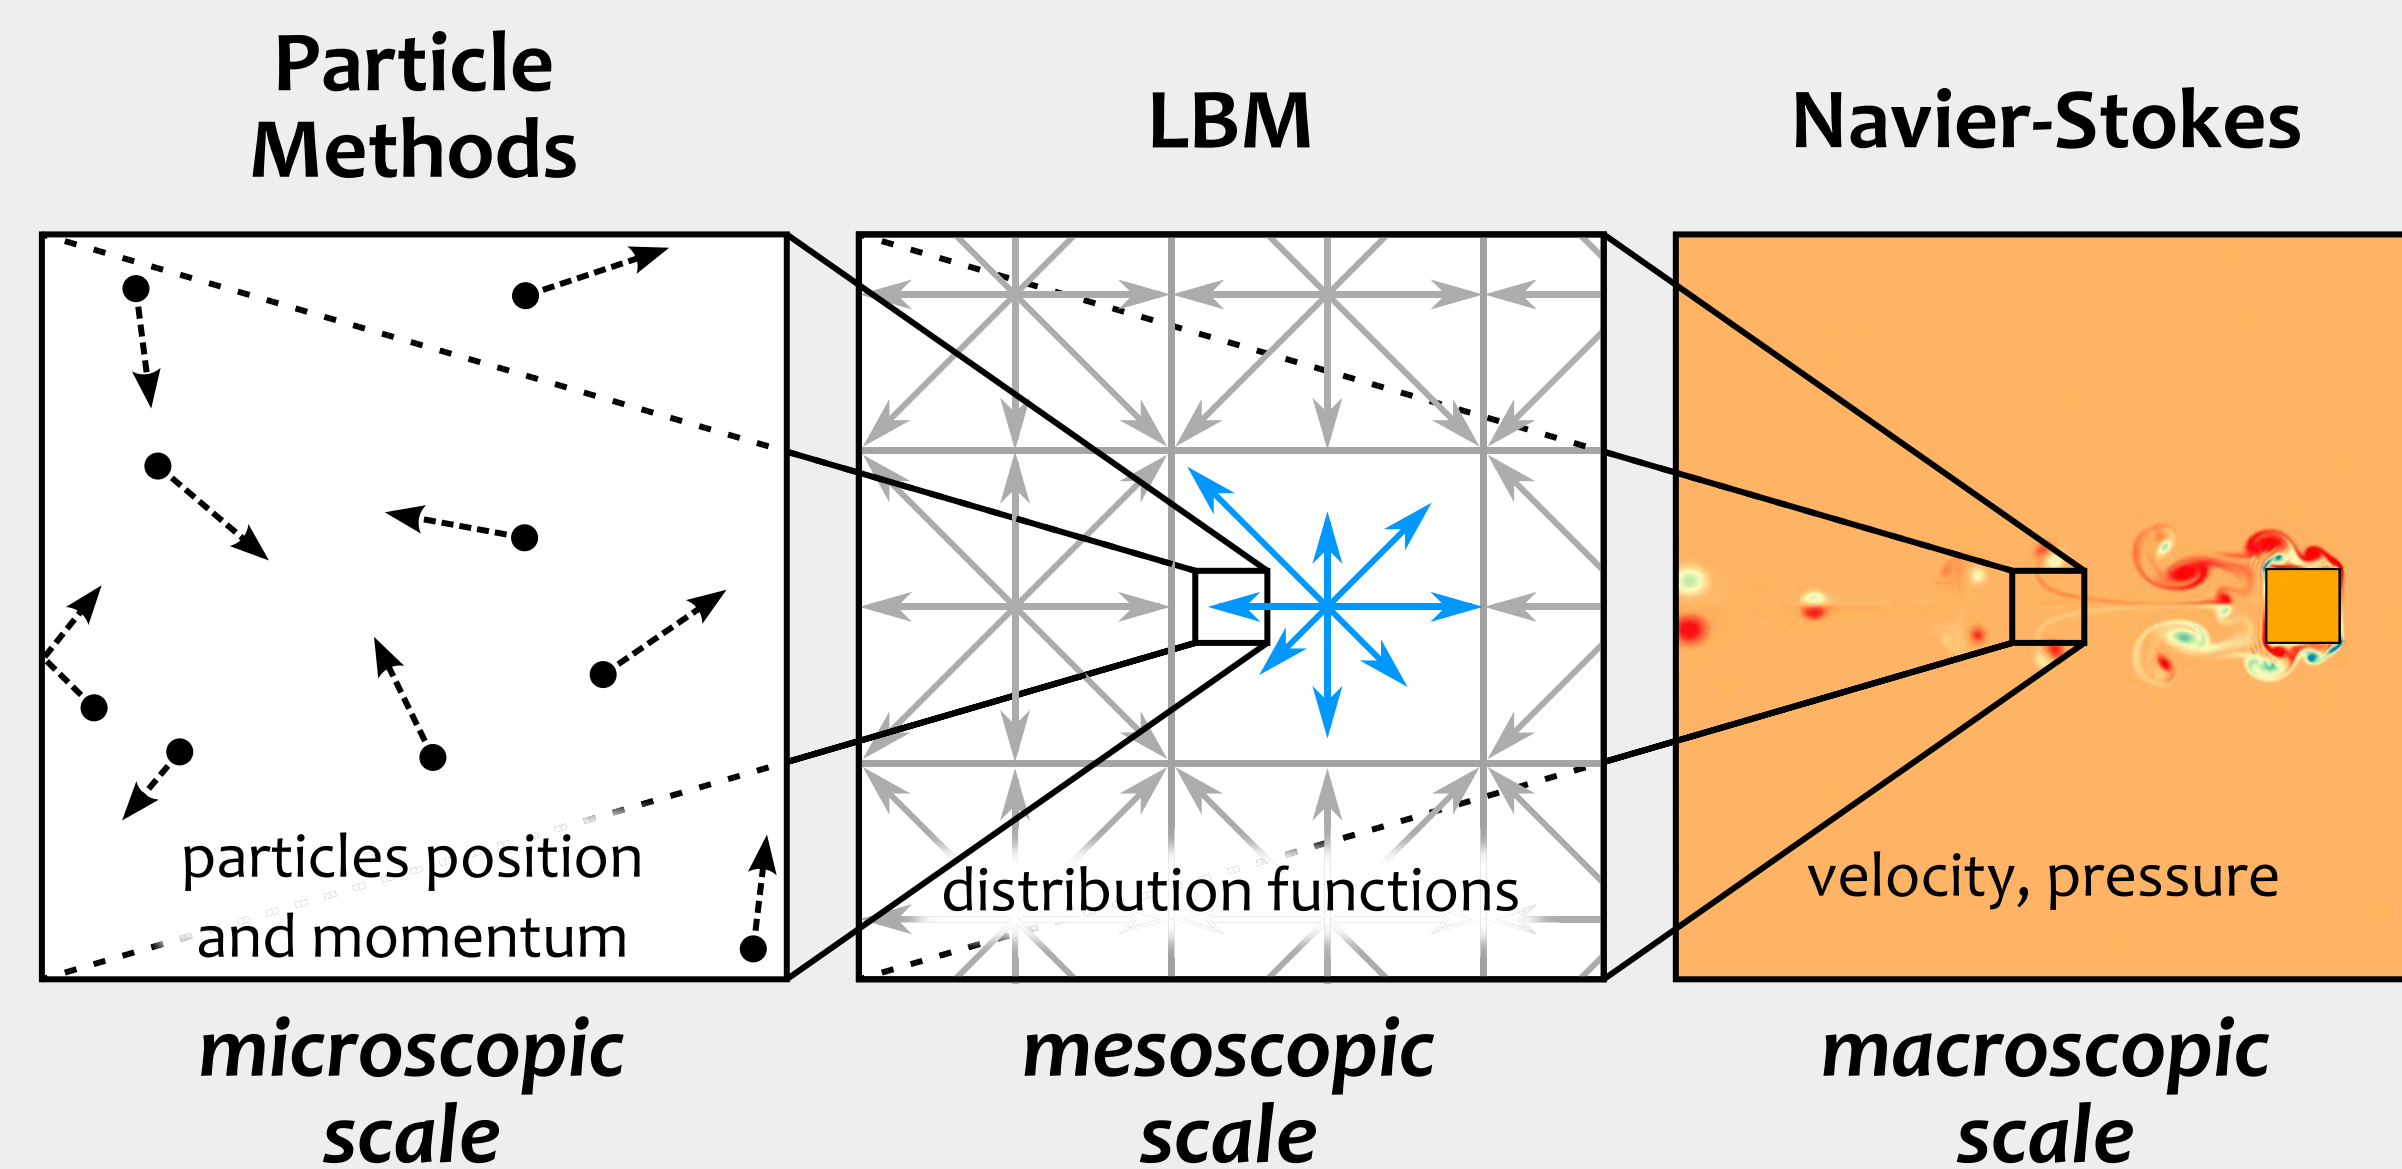 Particle
Methods
LBM
Navier-Stokes
particles position
and momentum
distribution functions
velocity, pressure
microscopic
scale
mesoscopic
scale
macroscopic
scale